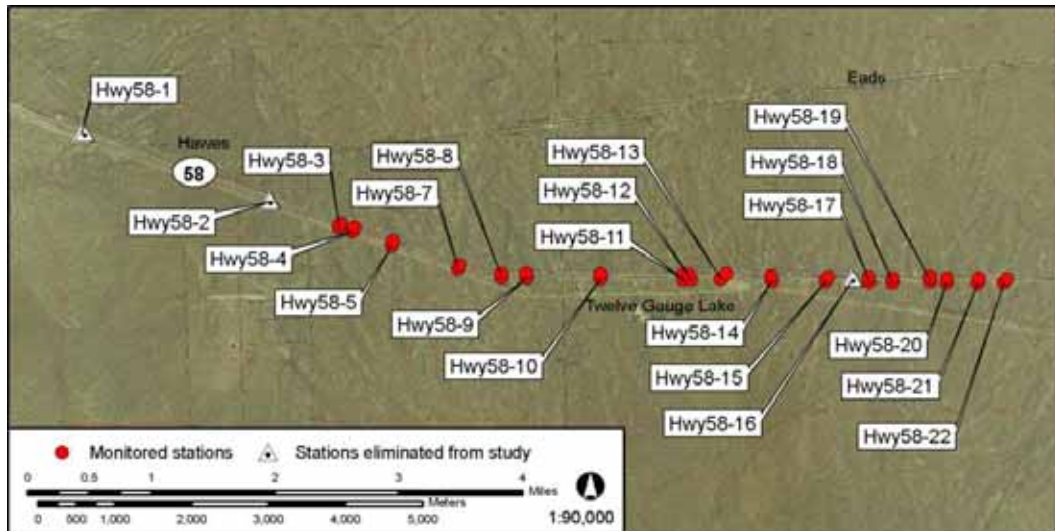 Hwy58-1
Eads
Hawes
58
Hwy58-2
Hwy58-3
Hwy58-4
Hwy58-5
Hwy58-7
Hwy58-8
Hwy58-9
Hwy58-10
Hwy58-11
Hwy58-12
Hwy58-13
Twelve Gauge Lake
Hwy58-14
Hwy58-15
Hwy58-16
Hwy58-17
Hwy58-18
Hwy58-19
Hwy58-20
Hwy58-21
Hwy58-22
Monitored stations
Stations eliminated from study
0 0.5 1 2 3 4
Miles
Meters
0 500 1,000 2,000 3,000 4,000 5,000
1:90,000